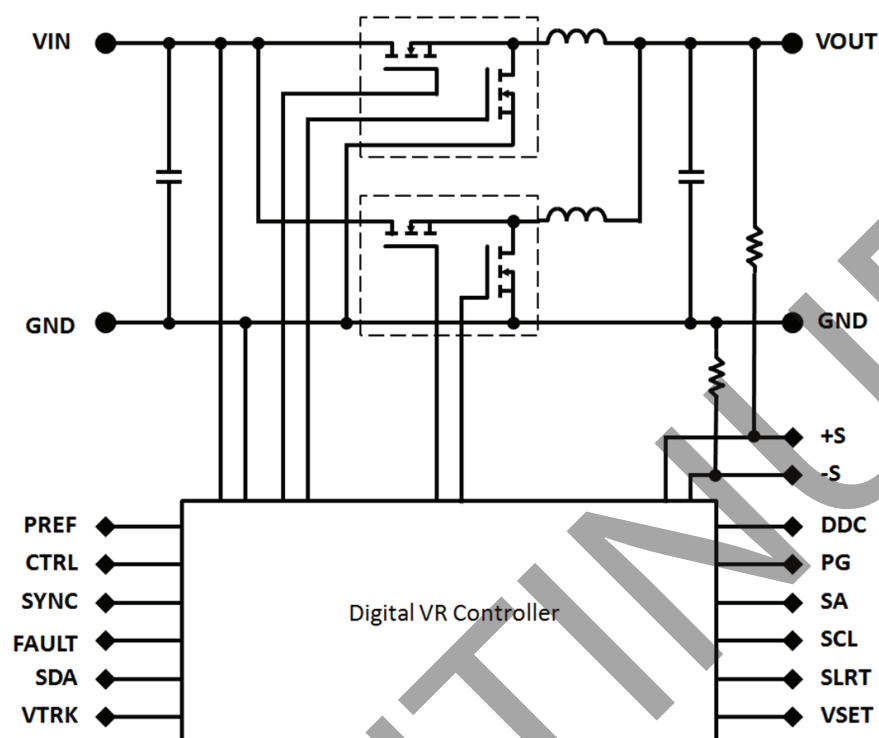 VIN
VOUT
GND
GND
+S
-S
PREF
DDC
CTRL
PG
SYNC
SA
Digital VR Controller
FAULT
SCL
SDA
SLRT
VTRK
VSET